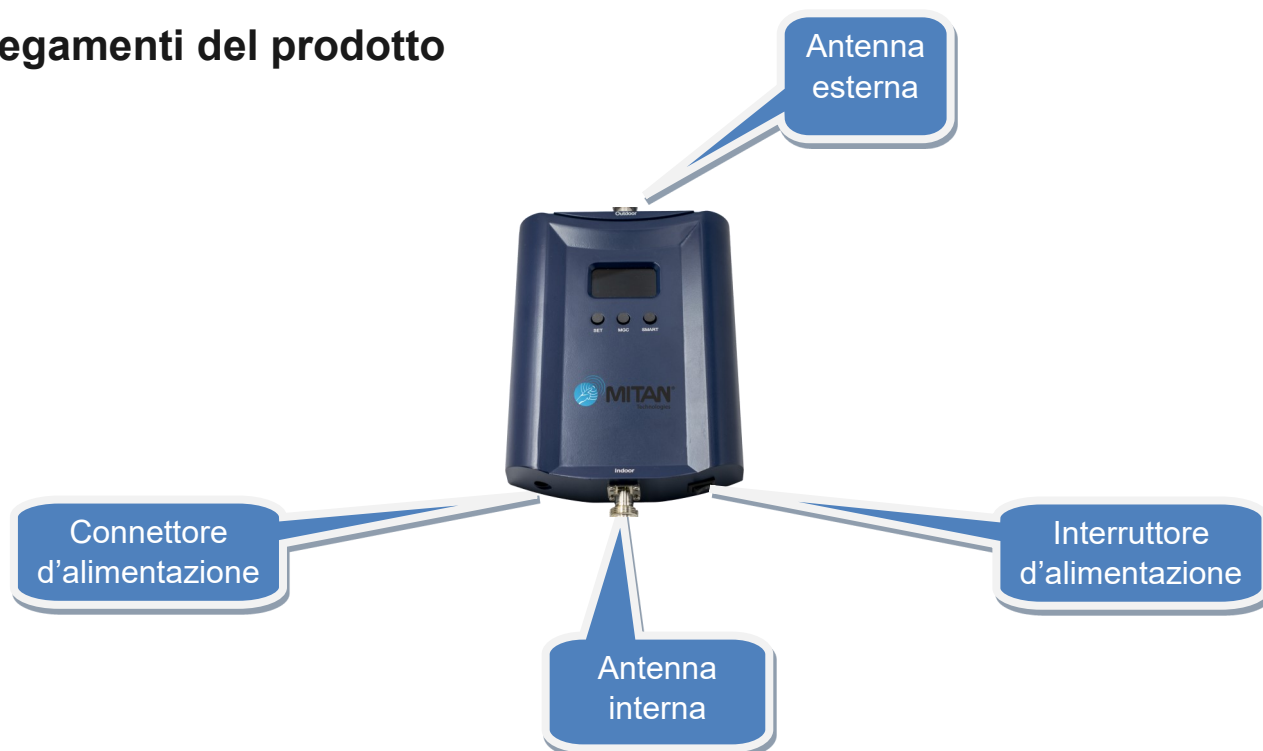 egamenti del prodotto
Antenna
esterna
Outdoor
SET MGC SMART
MITAN
Technologies
Indoor
Connettore
d’alimentazione
Interruttore
d’alimentazione
Antenna
interna